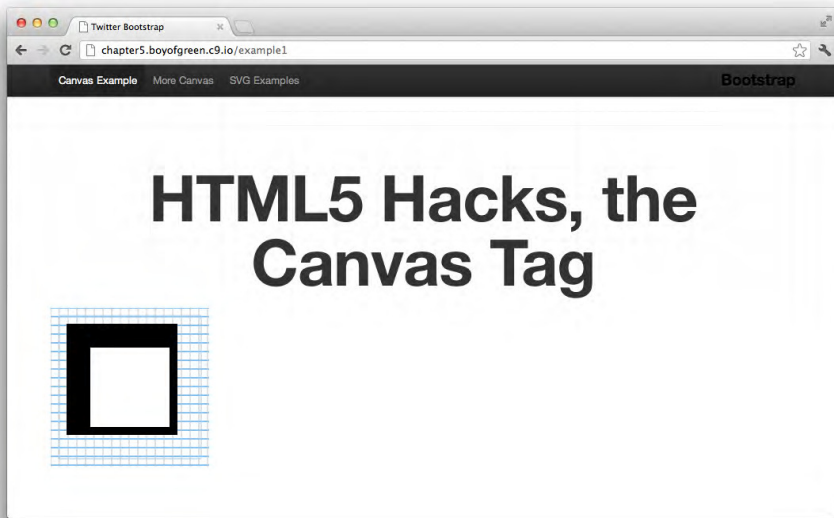 Twitter Bootstrap
chapter5.boyofgreen.c9.io/example1
Canvas Example More Canvas SVG Examples Bootstrap
HTML5 Hacks, the
Canvas Tag